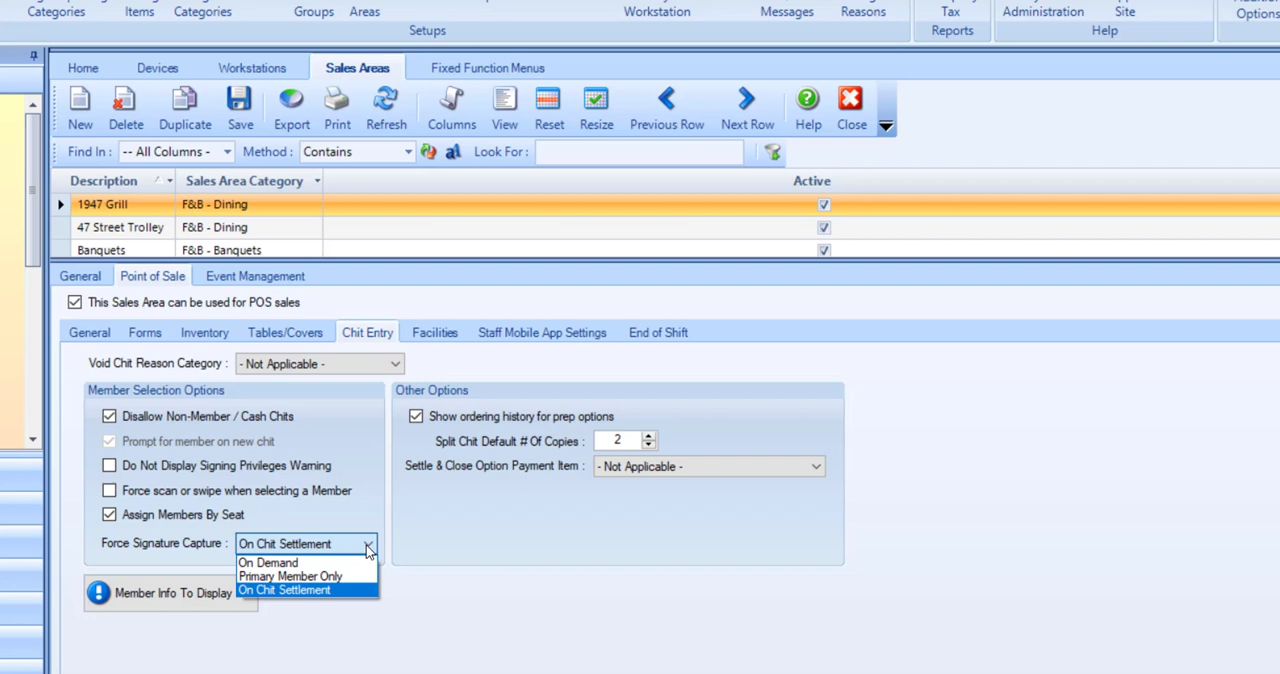 Categories Items Categories Groups Areas Workstation Messages Reasons Tax Administration Site Options
Setups Reports Help
Home Devices Workstations Sales Areas Fixed Function Menus
New Delete Duplicate Save Export Print Refresh Columns View Reset Resize Previous Row Next Row Help Close
Find In : -- All Columns - Method : Contains Look For :
Description Sales Area Category Active
1947 Grill F&B - Dining
47 Street Trolley F&B - Dining
Banquets F&B - Banquets
General Point of Sale Event Management
This Sales Area can be used for POS sales
General Forms Inventory Tables/Covers Chit Entry Facilities Staff Mobile App Settings End of Shift
Void Chit Reason Category : - Not Applicable -
Member Selection Options Other Options
Disallow Non-Member / Cash Chits Show ordering history for prep options
Prompt for member on new chit Split Chit Default # Of Copies : 2
Do Not Display Signing Privileges Warning Settle & Close Option Payment Item : - Not Applicable -
Force scan or swipe when selecting a Member
Assign Members By Seat
Force Signature Capture : On Chit Settlement
On Demand
Primary Member Only
On Chit Settlement
Member Info To Display